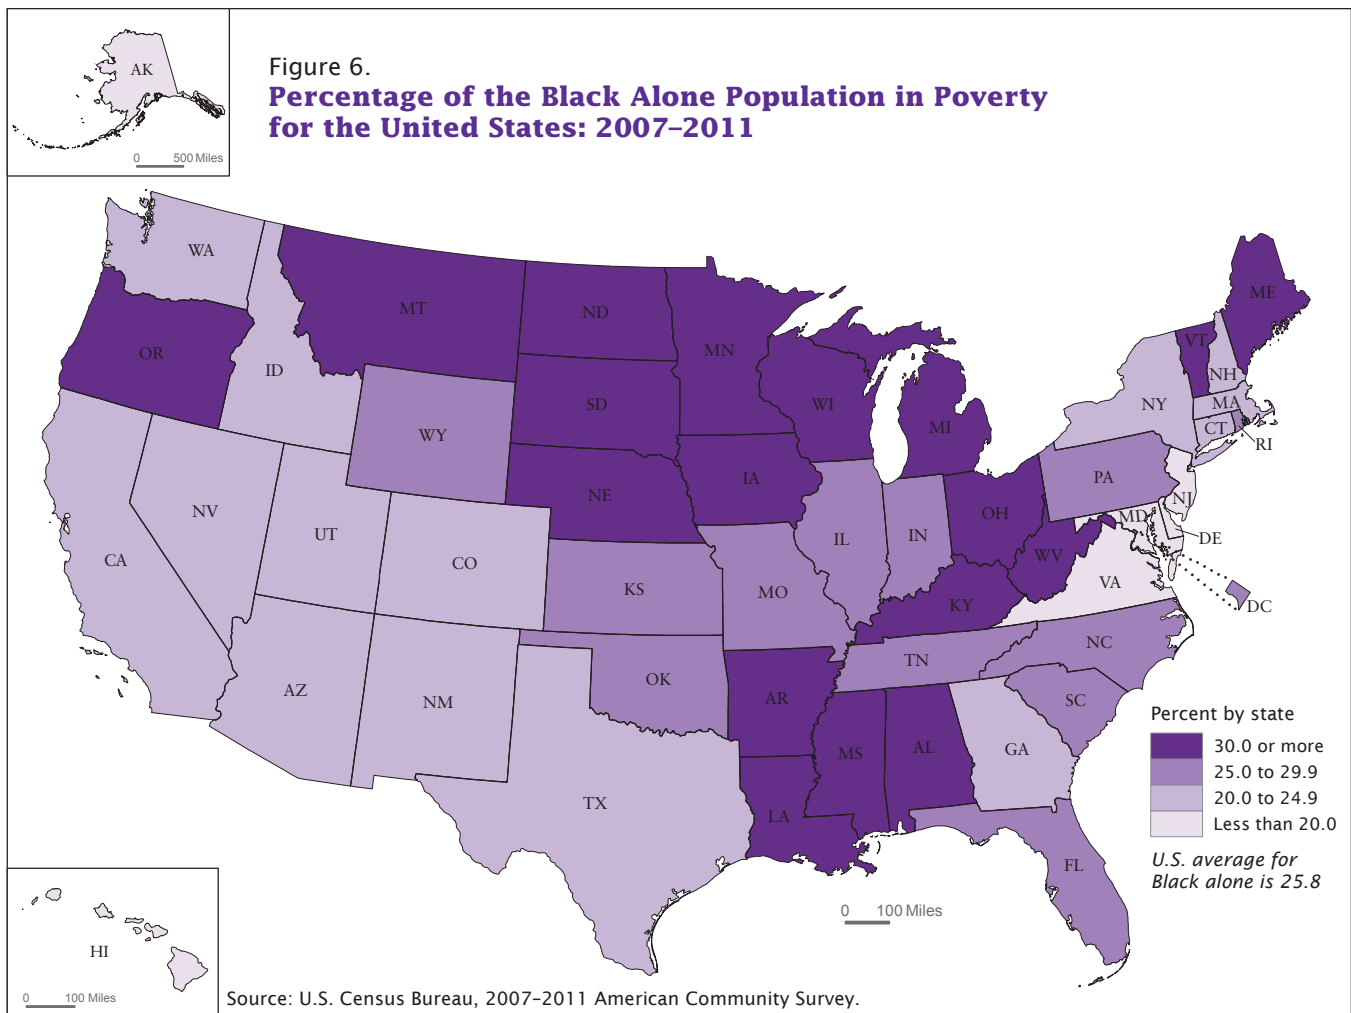 Figure 6.
Percentage of the Black Alone Population in Poverty
for the United States: 2007–2011
AK
0 500 Miles
WA
MT
ND
MN
OR
ID
SD
WI
MI
ME
VT
NH
NY
MA
CT
RI
WY
NE
IA
PA
NJ
NV
UT
CO
CA
KS
MO
IL
IN
OH
WV
MD
DE
VA
DC
KY
AZ
NM
OK
TN
NC
AR
SC
MS
AL
GA
TX
LA
FL
Percent by state
30.0 or more
25.0 to 29.9
20.0 to 24.9
Less than 20.0
U.S. average for
Black alone is 25.8
0 100 Miles
HI
0 100 Miles
Source: U.S. Census Bureau, 2007–2011 American Community Survey.